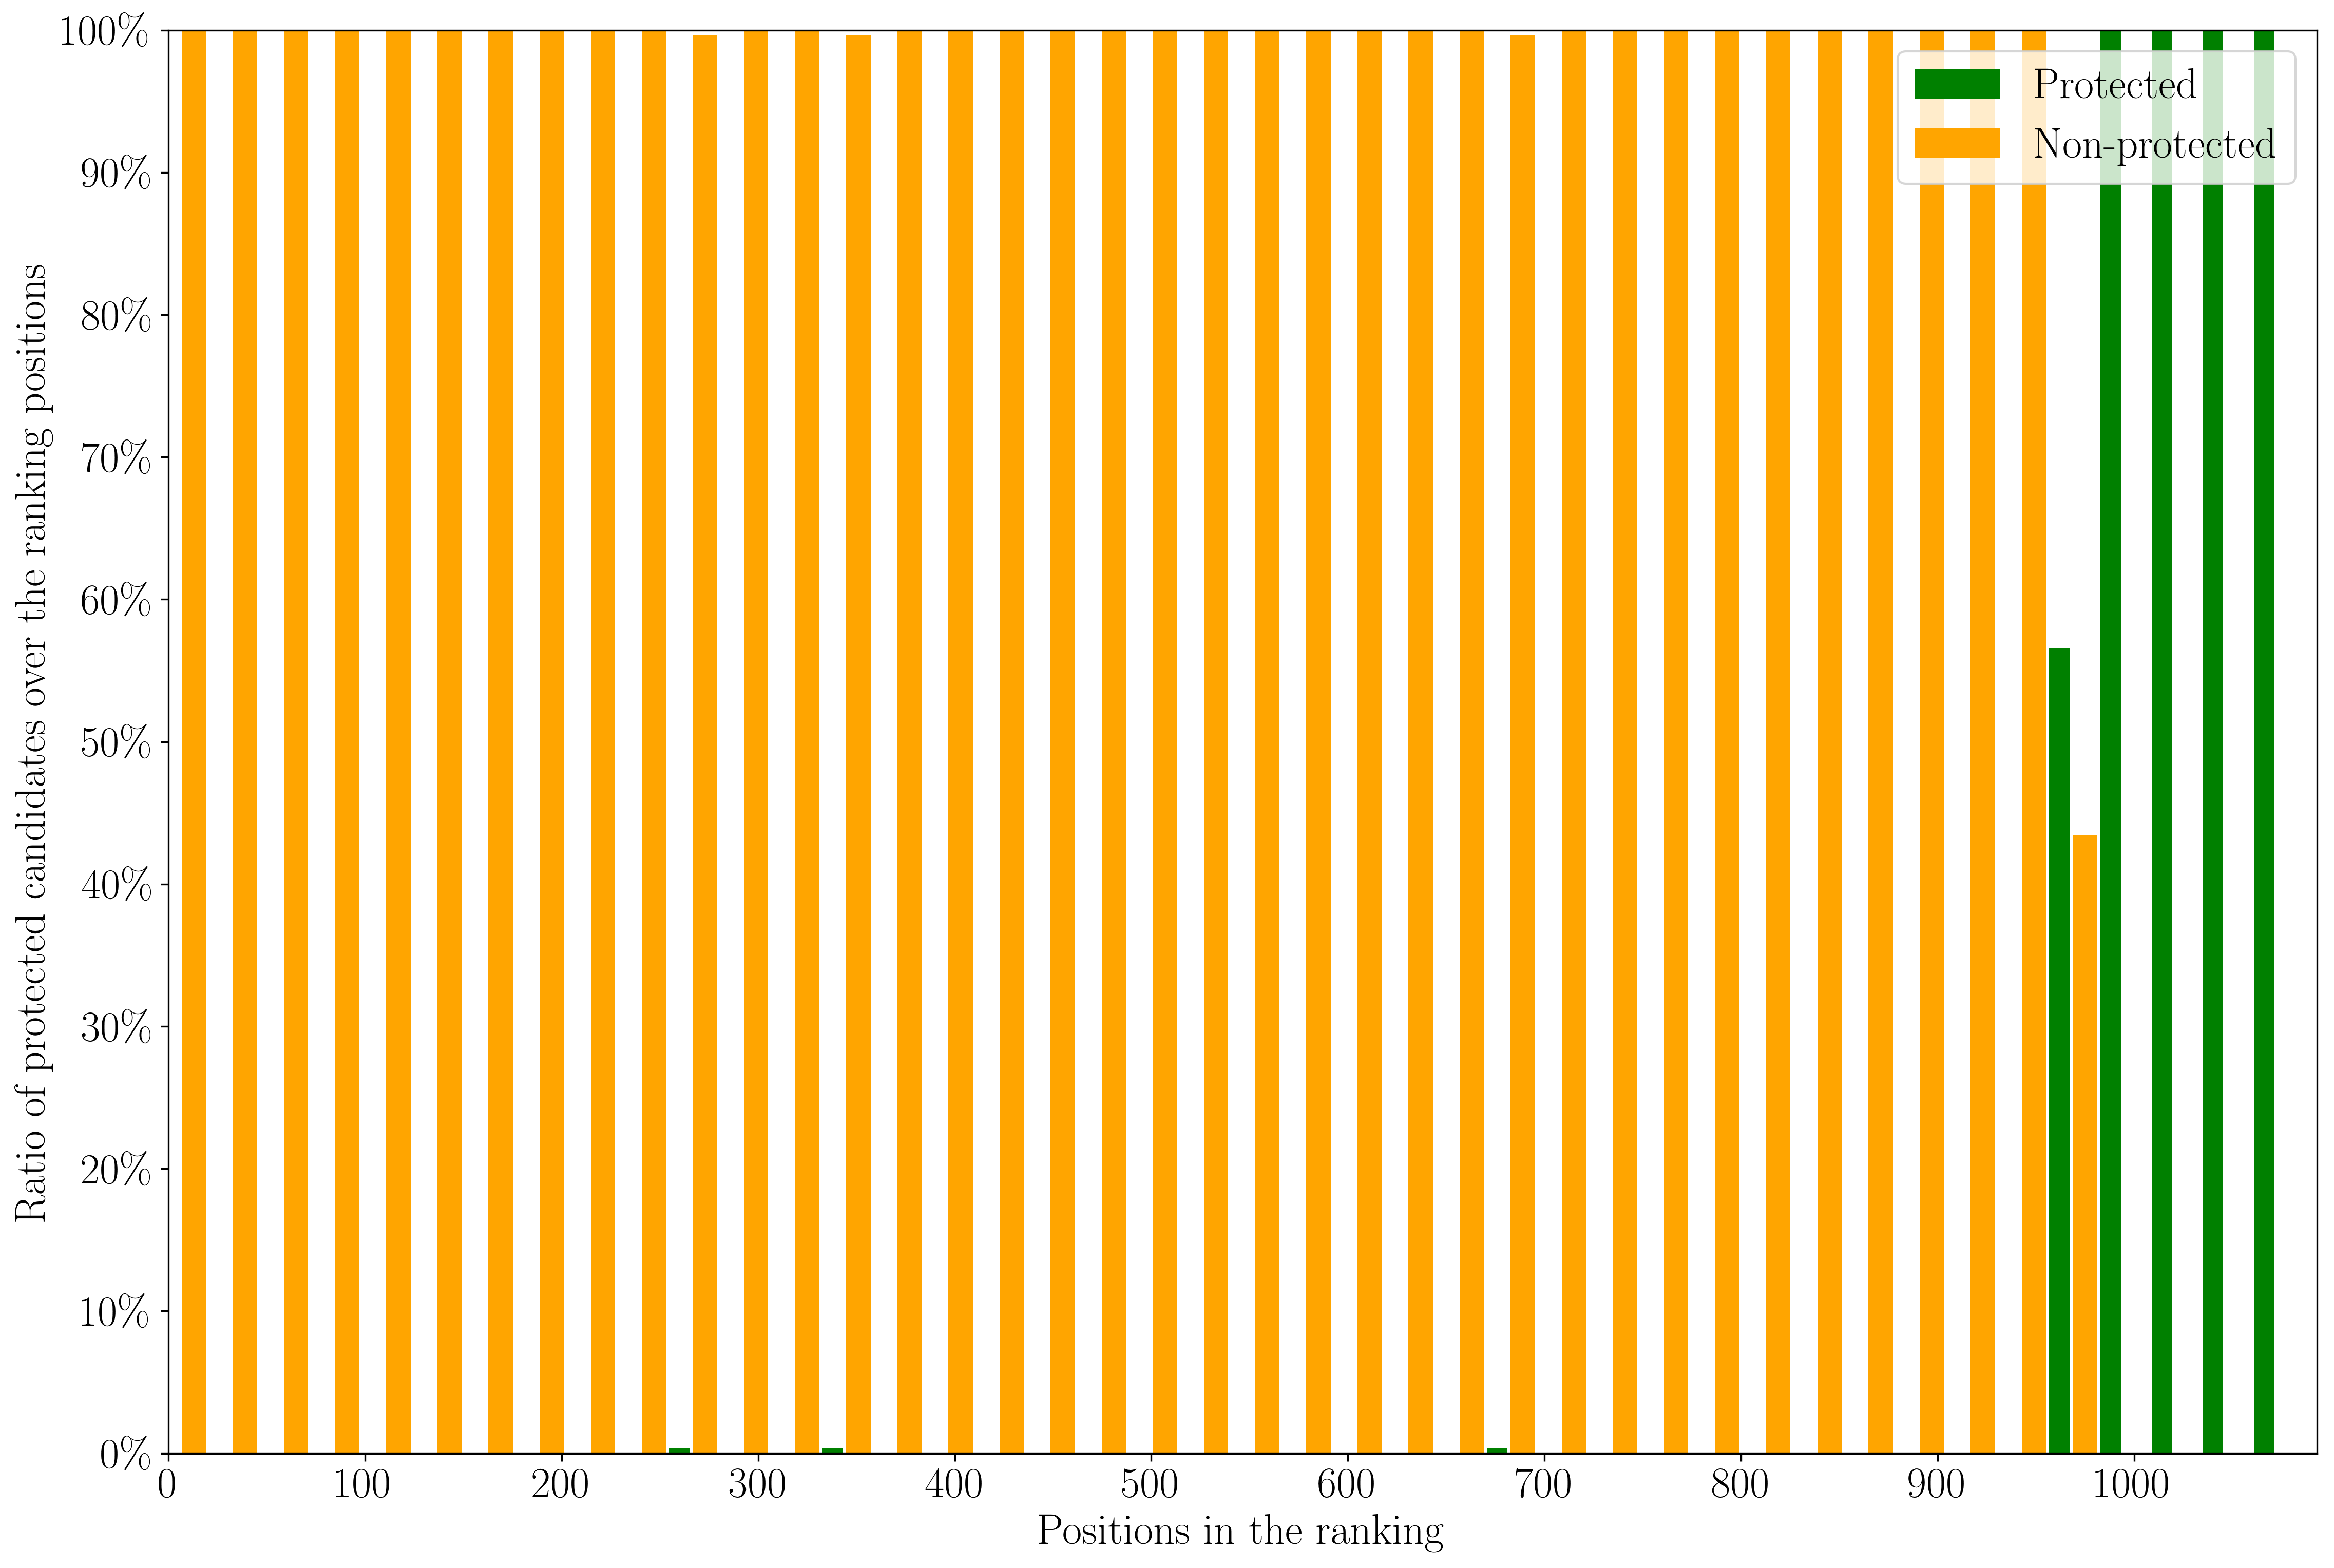 Ratio of protected candidates over the ranking positions
100%
90%
80%
70%
60%
50%
40%
30%
20%
10%
0%
Protected
Non-protected
0 100 200 300 400 500 600 700 800 900 1000
Positions in the ranking